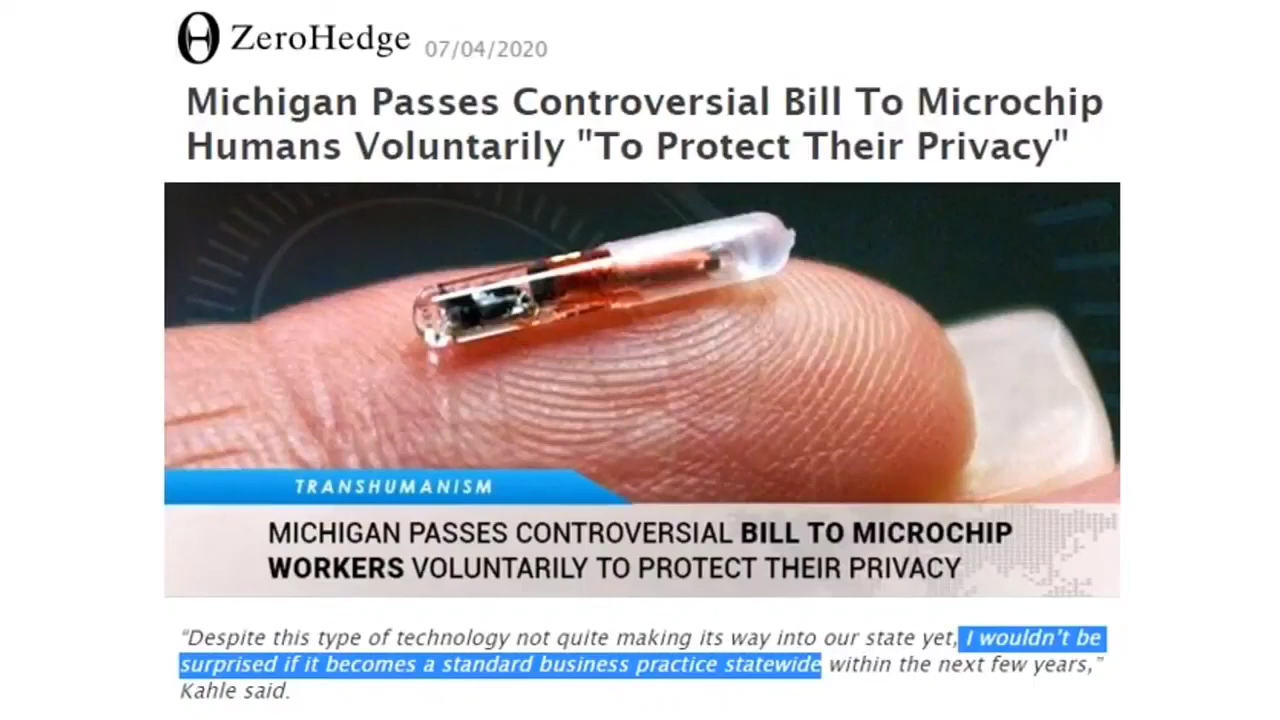 ZeroHedge 07/04/2020
Michigan Passes Controversial Bill To Microchip
Humans Voluntarily "To Protect Their Privacy"
TRANSHUMANISM
MICHIGAN PASSES CONTROVERSIAL BILL TO MICROCHIP
WORKERS VOLUNTARILY TO PROTECT THEIR PRIVACY
“Despite this type of technology not quite making its way into our state yet, I wouldn’t be
surprised if it becomes a standard business practice statewide within the next few years,”
Kahle said.